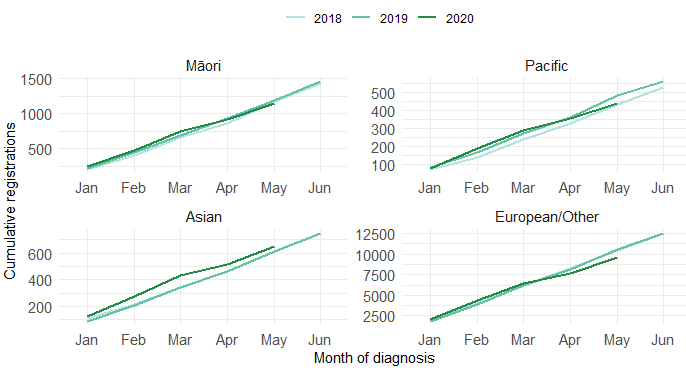 2018 2019 2020
Māori Pacific
1500
1000
500
Jan Feb Mar Apr May Jun
500
400
300
200
100
Jan Feb Mar Apr May Jun
Cumulative registrations
Asian European/Other
600
400
200
Jan Feb Mar Apr May Jun
12500
10000
7500
5000
2500
Jan Feb Mar Apr May Jun
Month of diagnosis